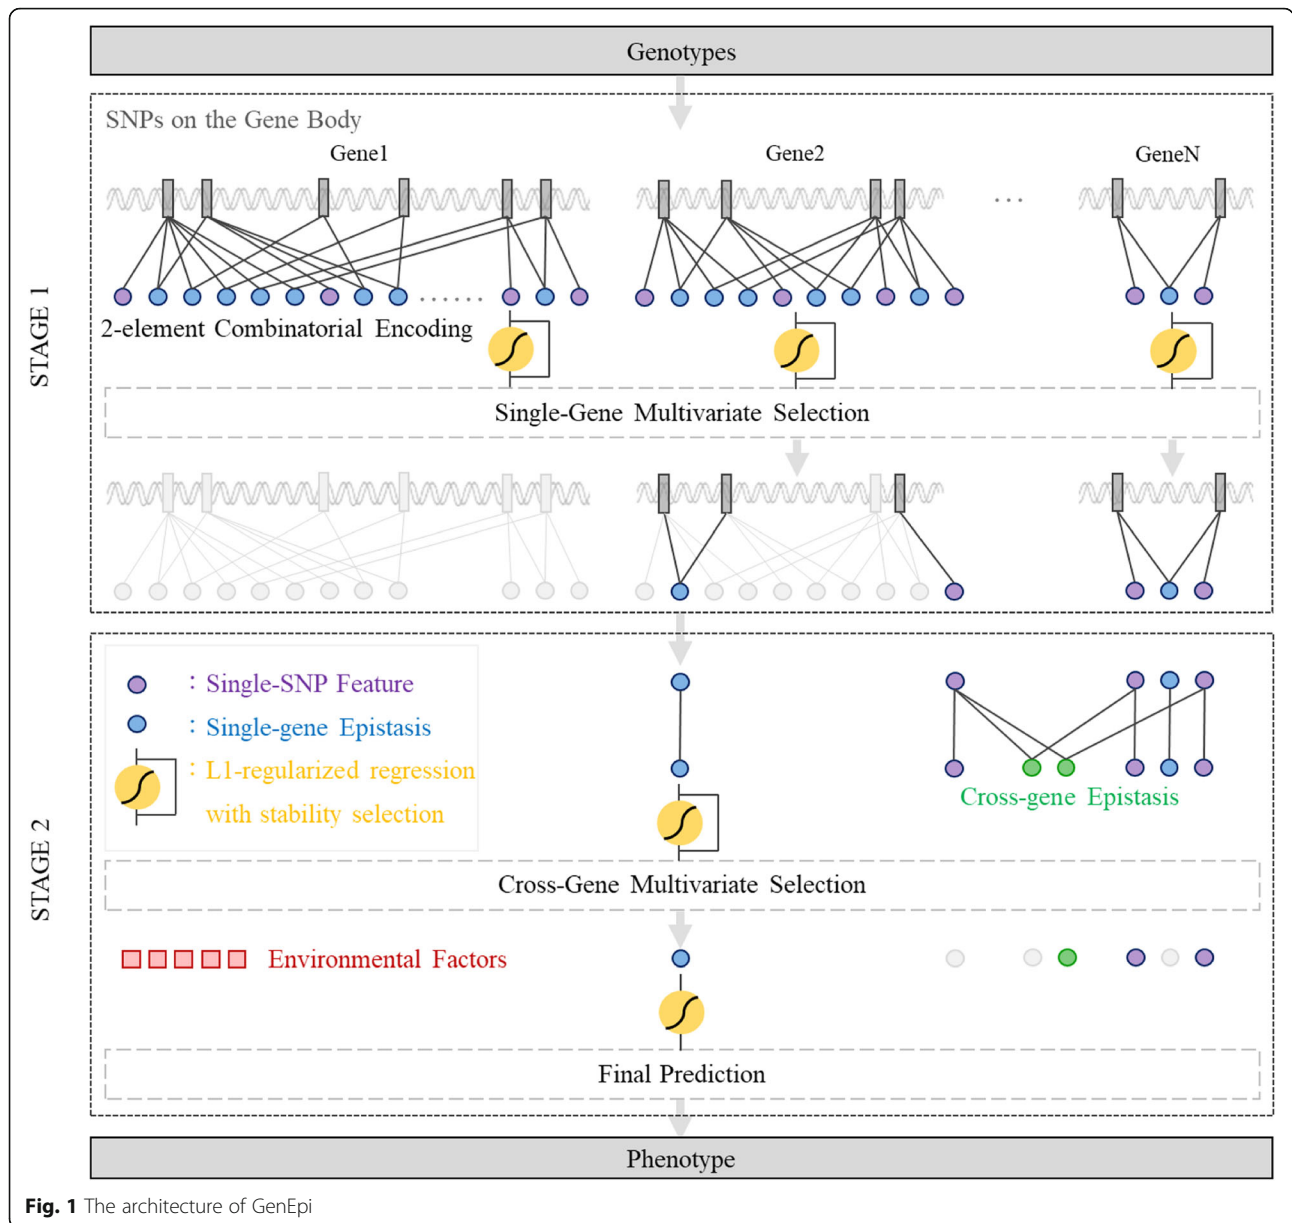 Genotypes
STAGE 1
SNPs on the Gene Body
Gene1
Gene2
GeneN
...
.......
2-element Combinatorial Encoding
Single-Gene Multivariate Selection
STAGE 2
: Single-SNP Feature
: Single-gene Epistasis
: L1-regularized regression
with stability selection
Cross-gene Epistasis
Cross-Gene Multivariate Selection
Environmental Factors
Final Prediction
Phenotype
Fig. 1 The architecture of GenEpi